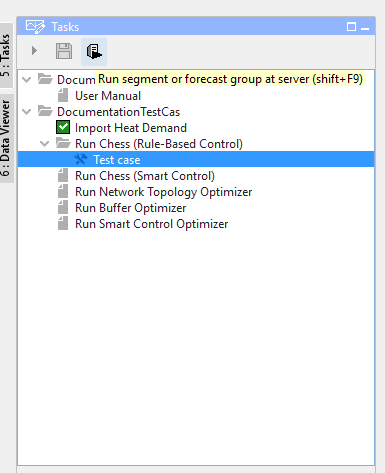 Tasks
5 : Tasks
6 : Data Viewer
Docum
Run segment or forecast group at server (shift+F9)
User Manual
DocumentationTestCas
Import Heat Demand
Run Chess (Rule-Based Control)
Test case
Run Chess (Smart Control)
Run Network Topology Optimizer
Run Buffer Optimizer
Run Smart Control Optimizer